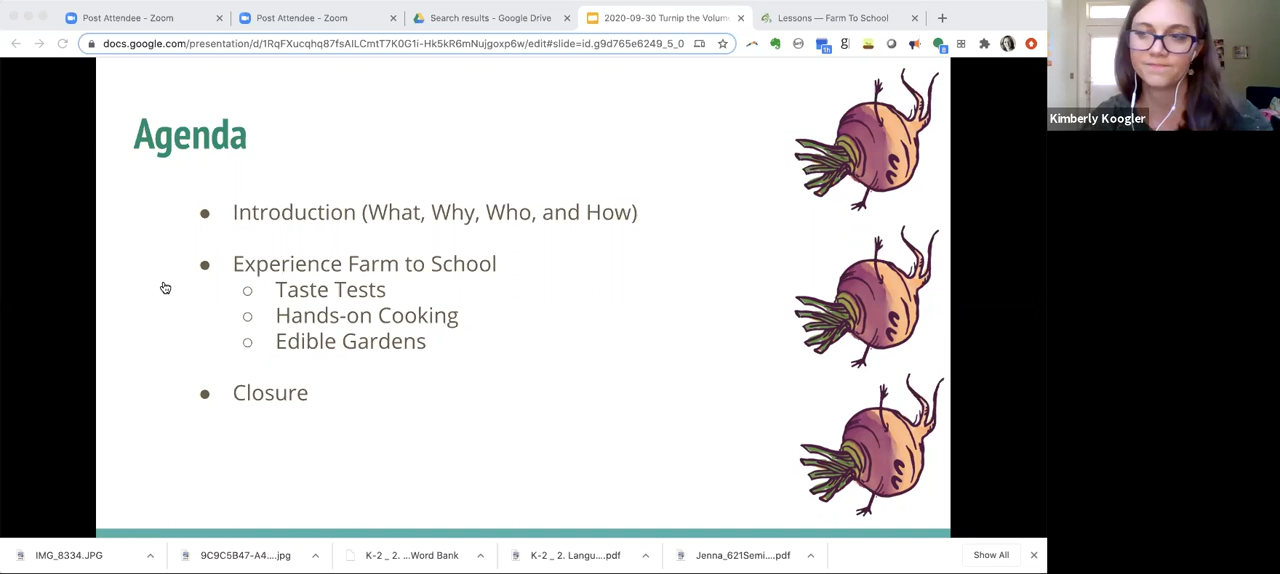 Post Attendee - Zoom
Post Attendee - Zoom
Search results - Google Drive
2020-09-30 Turnip the Volum
Lessons — Farm To School
docs.google.com/presentation/d/1RqFXucqhq87fsAILCmtT7K0G1i-Hk5kR6mNujgoxp6w/edit#slide=id.g9d765e6249_5_0
Kimberly Koogler
Agenda
● Introduction (What, Why, Who, and How)
● Experience Farm to School
○ Taste Tests
○ Hands-on Cooking
○ Edible Gardens
● Closure
IMG_8334.JPG
9C9C5B47-A4....jpg
K-2 _ 2. ...Word Bank
K-2 _ 2. Langu....pdf
Jenna_621Semi....pdf
Show All